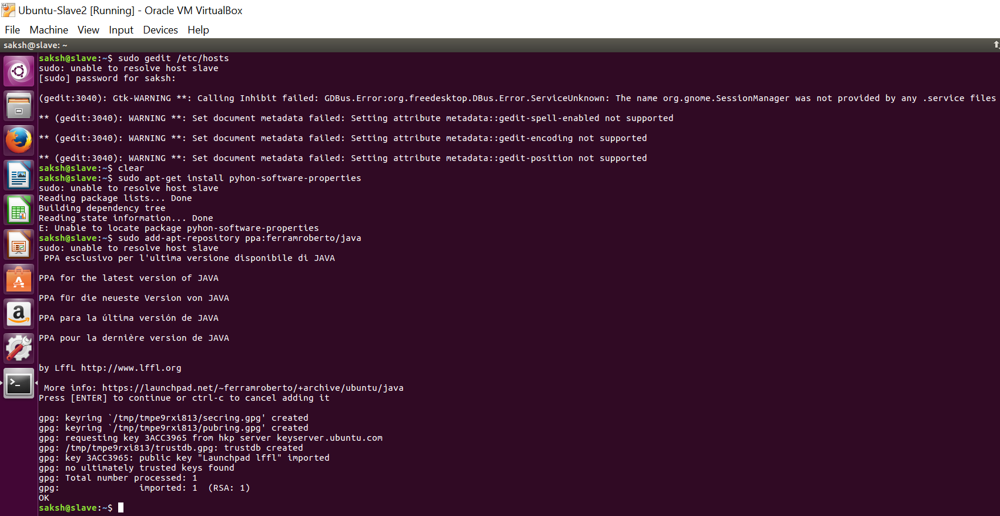 Ubuntu-Slave2 [Running] - Oracle VM VirtualBox
File Machine View Input Devices Help
saksh@slave: ~
saksh@slave:~$ sudo gedit /etc/hosts
sudo: unable to resolve host slave
[sudo] password for saksh:
(gedit:3040): Gtk-WARNING **: Calling Inhibit failed: GDBus.Error:org.freedesktop.DBus.Error.ServiceUnknown: The name org.gnome.SessionManager was not provided by any .service files
** (gedit:3040): WARNING **: Set document metadata failed: Setting attribute metadata::gedit-spell-enabled not supported
** (gedit:3040): WARNING **: Set document metadata failed: Setting attribute metadata::gedit-encoding not supported
** (gedit:3040): WARNING **: Set document metadata failed: Setting attribute metadata::gedit-position not supported
saksh@slave:~$ clear
saksh@slave:~$ sudo apt-get install pyhon-software-properties
sudo: unable to resolve host slave
Reading package lists... Done
Building dependency tree
Reading state information... Done
E: Unable to locate package pyhon-software-properties
saksh@slave:~$ sudo add-apt-repository ppa:ferramroberto/java
sudo: unable to resolve host slave
PPA esclusivo per l'ultima versione disponibile di JAVA
PPA for the latest version of JAVA
PPA für die neueste Version von JAVA
PPA para la última versión de JAVA
PPA pour la dernière version de JAVA
by LffL http://www.lffl.org
More info: https://launchpad.net/~ferramroberto/+archive/ubuntu/java
Press [ENTER] to continue or ctrl-c to cancel adding it
gpg: keyring `/tmp/tmpe9rxi813/secring.gpg' created
gpg: keyring `/tmp/tmpe9rxi813/pubring.gpg' created
gpg: requesting key 3ACC3965 from hkp server keyserver.ubuntu.com
gpg: /tmp/tmpe9rxi813/trustdb.gpg: trustdb created
gpg: key 3ACC3965: public key "Launchpad lffl" imported
gpg: no ultimately trusted keys found
gpg: Total number processed: 1
gpg:               imported: 1  (RSA: 1)
OK
saksh@slave:~$